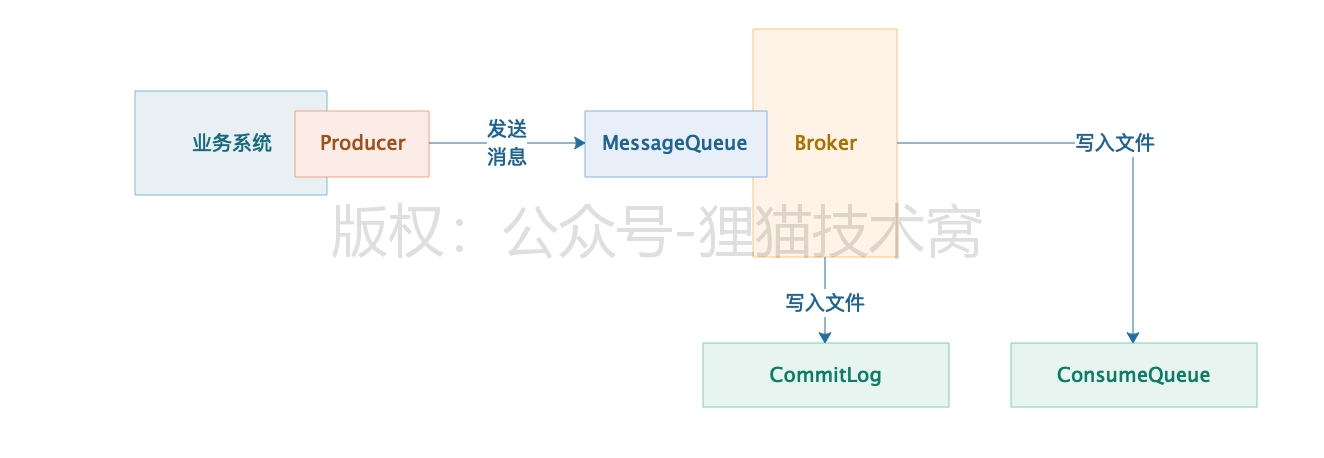 业务系统
Producer
发送
消息
MessageQueue
Broker
写入文件
版权：公众号-狸猫技术窝
写入文件
CommitLog
ConsumeQueue